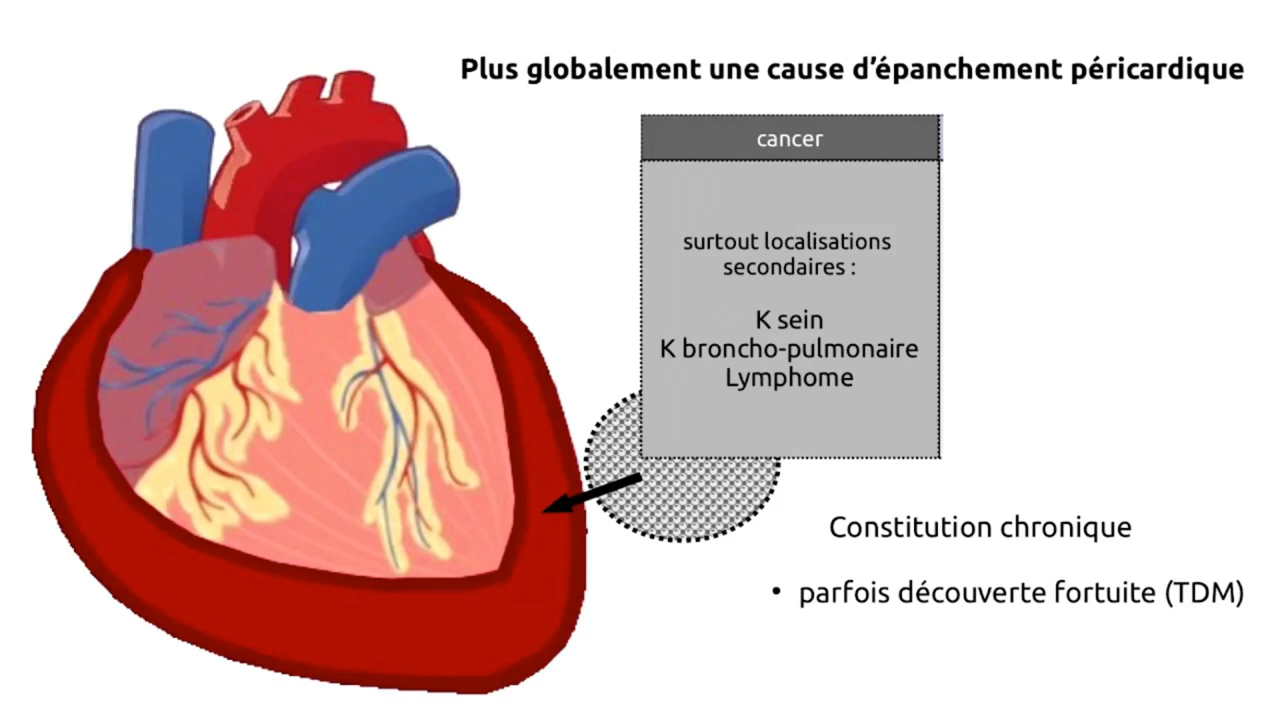 Plus globalement une cause d’épanchement péricardique
cancer
surtout localisations
secondaires :
K sein
K broncho-pulmonaire
Lymphome
Constitution chronique
• parfois découverte fortuite (TDM)